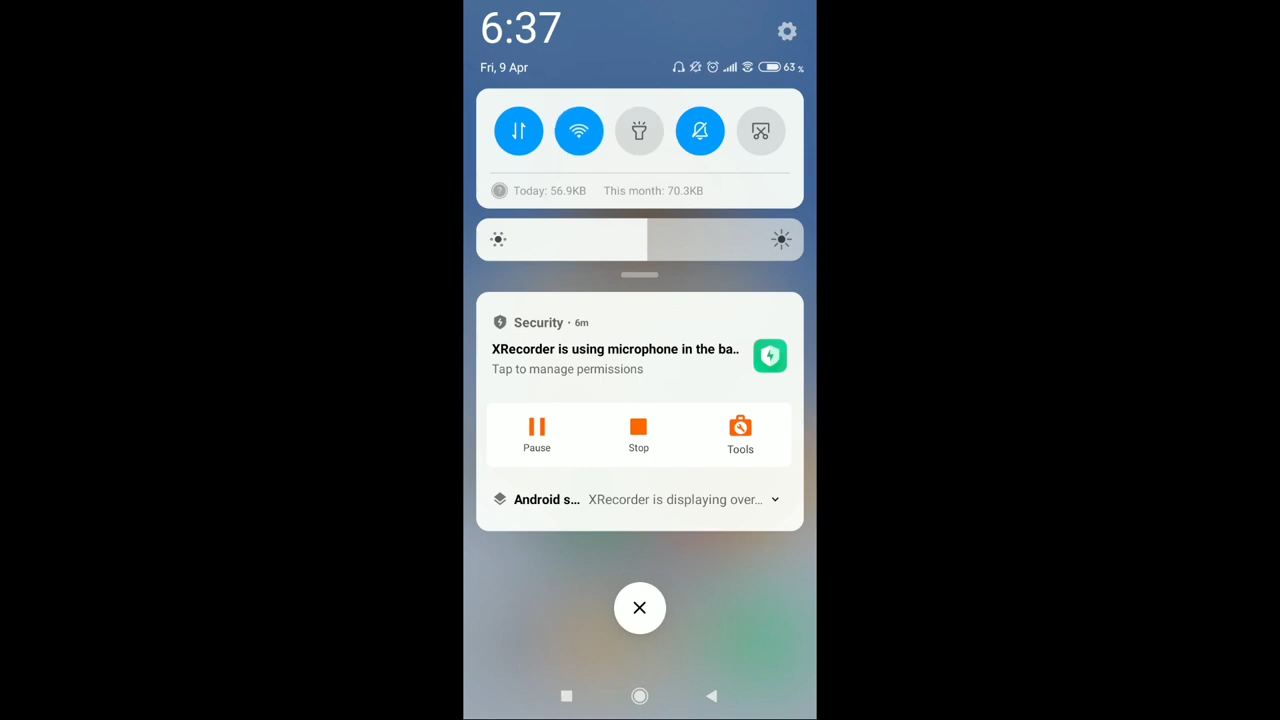 6:37
Fri, 9 Apr
63 %
Today: 56.9KB This month: 70.3KB
Security · 6m
XRecorder is using microphone in the ba..
Tap to manage permissions
Pause Stop Tools
Android s... XRecorder is displaying over...